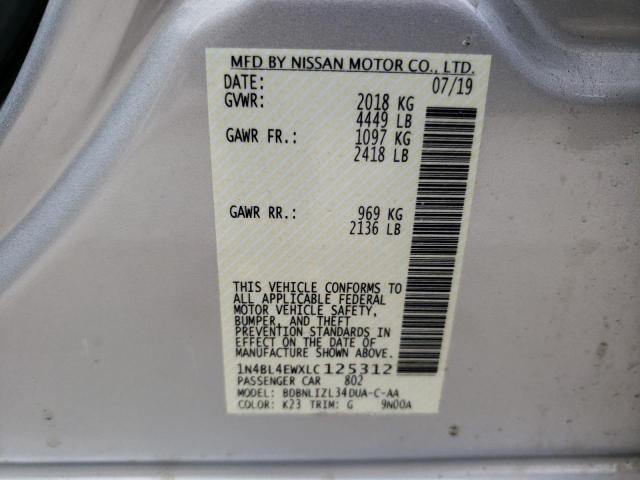 MFD BY NISSAN MOTOR CO., LTD.
DATE: 07/19
GVWR: 2018 KG
4449 LB
GAWR FR.: 1097 KG
2418 LB
GAWR RR.: 969 KG
2136 LB
THIS VEHICLE CONFORMS TO
ALL APPLICABLE FEDERAL
MOTOR VEHICLE SAFETY,
BUMPER, AND THEFT
PREVENTION STANDARDS IN
EFFECT ON THE DATE OF
MANUFACTURE SHOWN ABOVE.
1N4BL4EWXLC125312
PASSENGER CAR 802
MODEL: BDBNLIZL34DUA-C-AA
COLOR: K23 TRIM: G 9N00A